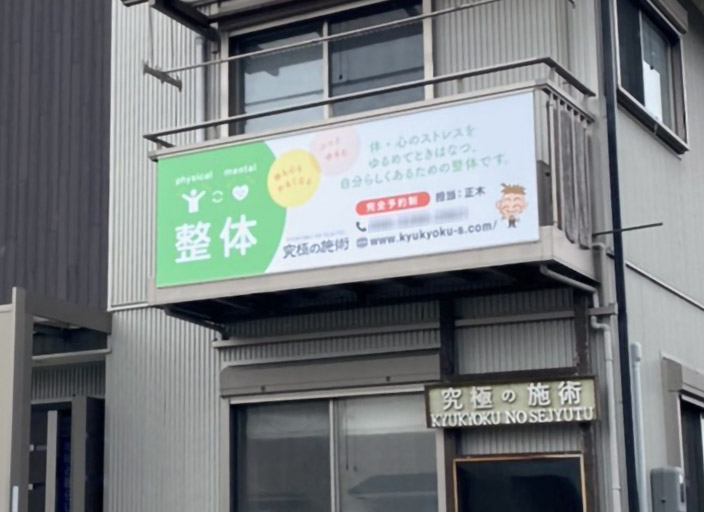 physical mental
整体
究極の施術
体・心のストレスを
ゆるめてときはなつ。
自分らしくあるための整体です。
完全予約制 担当：正木
www.kyukyoku-s.com/
究極の施術
KYUKYOKU NO SEJYUTU